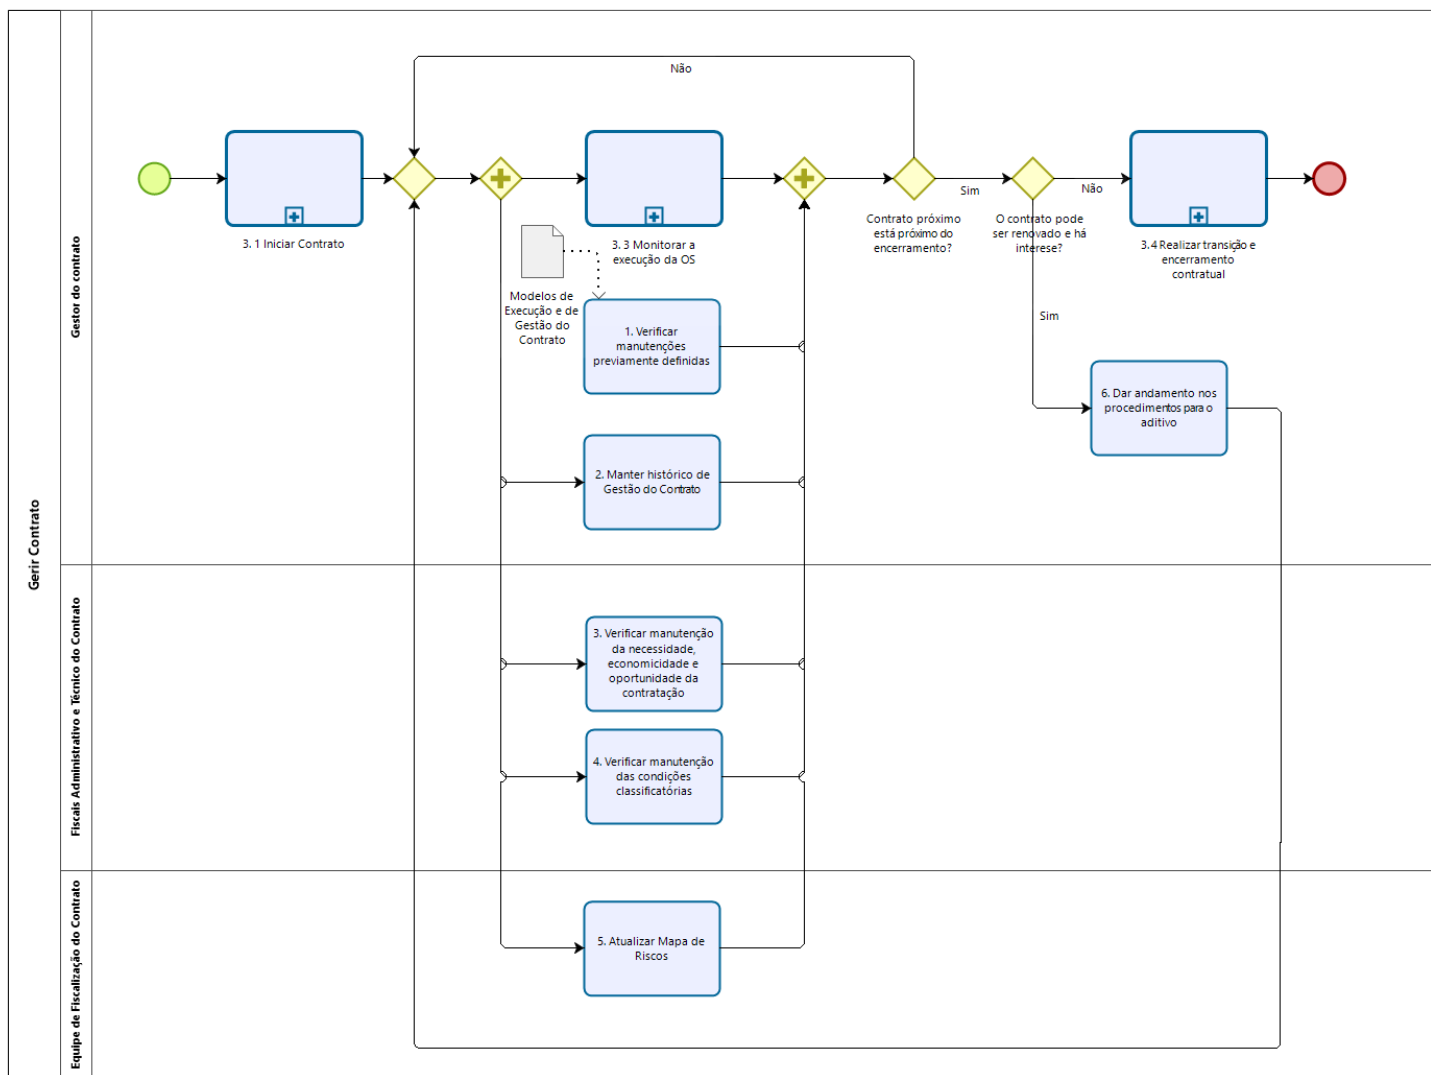 Gerir Contrato
Gestor do contrato
Não
3. 1 Iniciar Contrato
3. 3 Monitorar a
execução da OS
Contrato próximo
está próximo do
encerramento?
Sim
O contrato pode
ser renovado e há
interese?
Não
3.4 Realizar transição e
encerramento
contratual
Modelos de
Execução e de
Gestão do
Contrato
1. Verificar
manutenções
previamente definidas
Sim
6. Dar andamento nos
procedimentos para o
aditivo
2. Manter histórico de
Gestão do Contrato
Fiscais Administrativo e Técnico do Contrato
3. Verificar manutenção
da necessidade,
economicidade e
oportunidade da
contratação
4. Verificar manutenção
das condições
classificatórias
Equipe de Fiscalização do Contrato
5. Atualizar Mapa de
Riscos